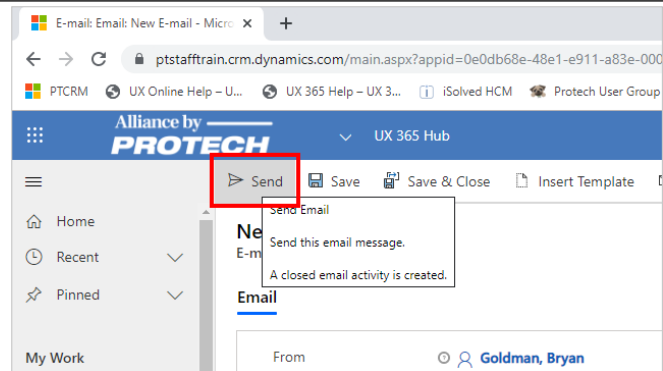 E-mail: Email: New E-mail - Micro
ptstafftrain.crm.dynamics.com/main.aspx?appid=0e0db68e-48e1-e911-a83e-000
PTCRM UX Online Help – U... UX 365 Help – UX 3... iSolved HCM Protech User Group
Alliance by
PROTECH
UX 365 Hub
Send Save Save & Close Insert Template
Home
Recent
Pinned
My Work
Ne
E-m
Send Email
Send this email message.
A closed email activity is created.
Email
From Goldman, Bryan